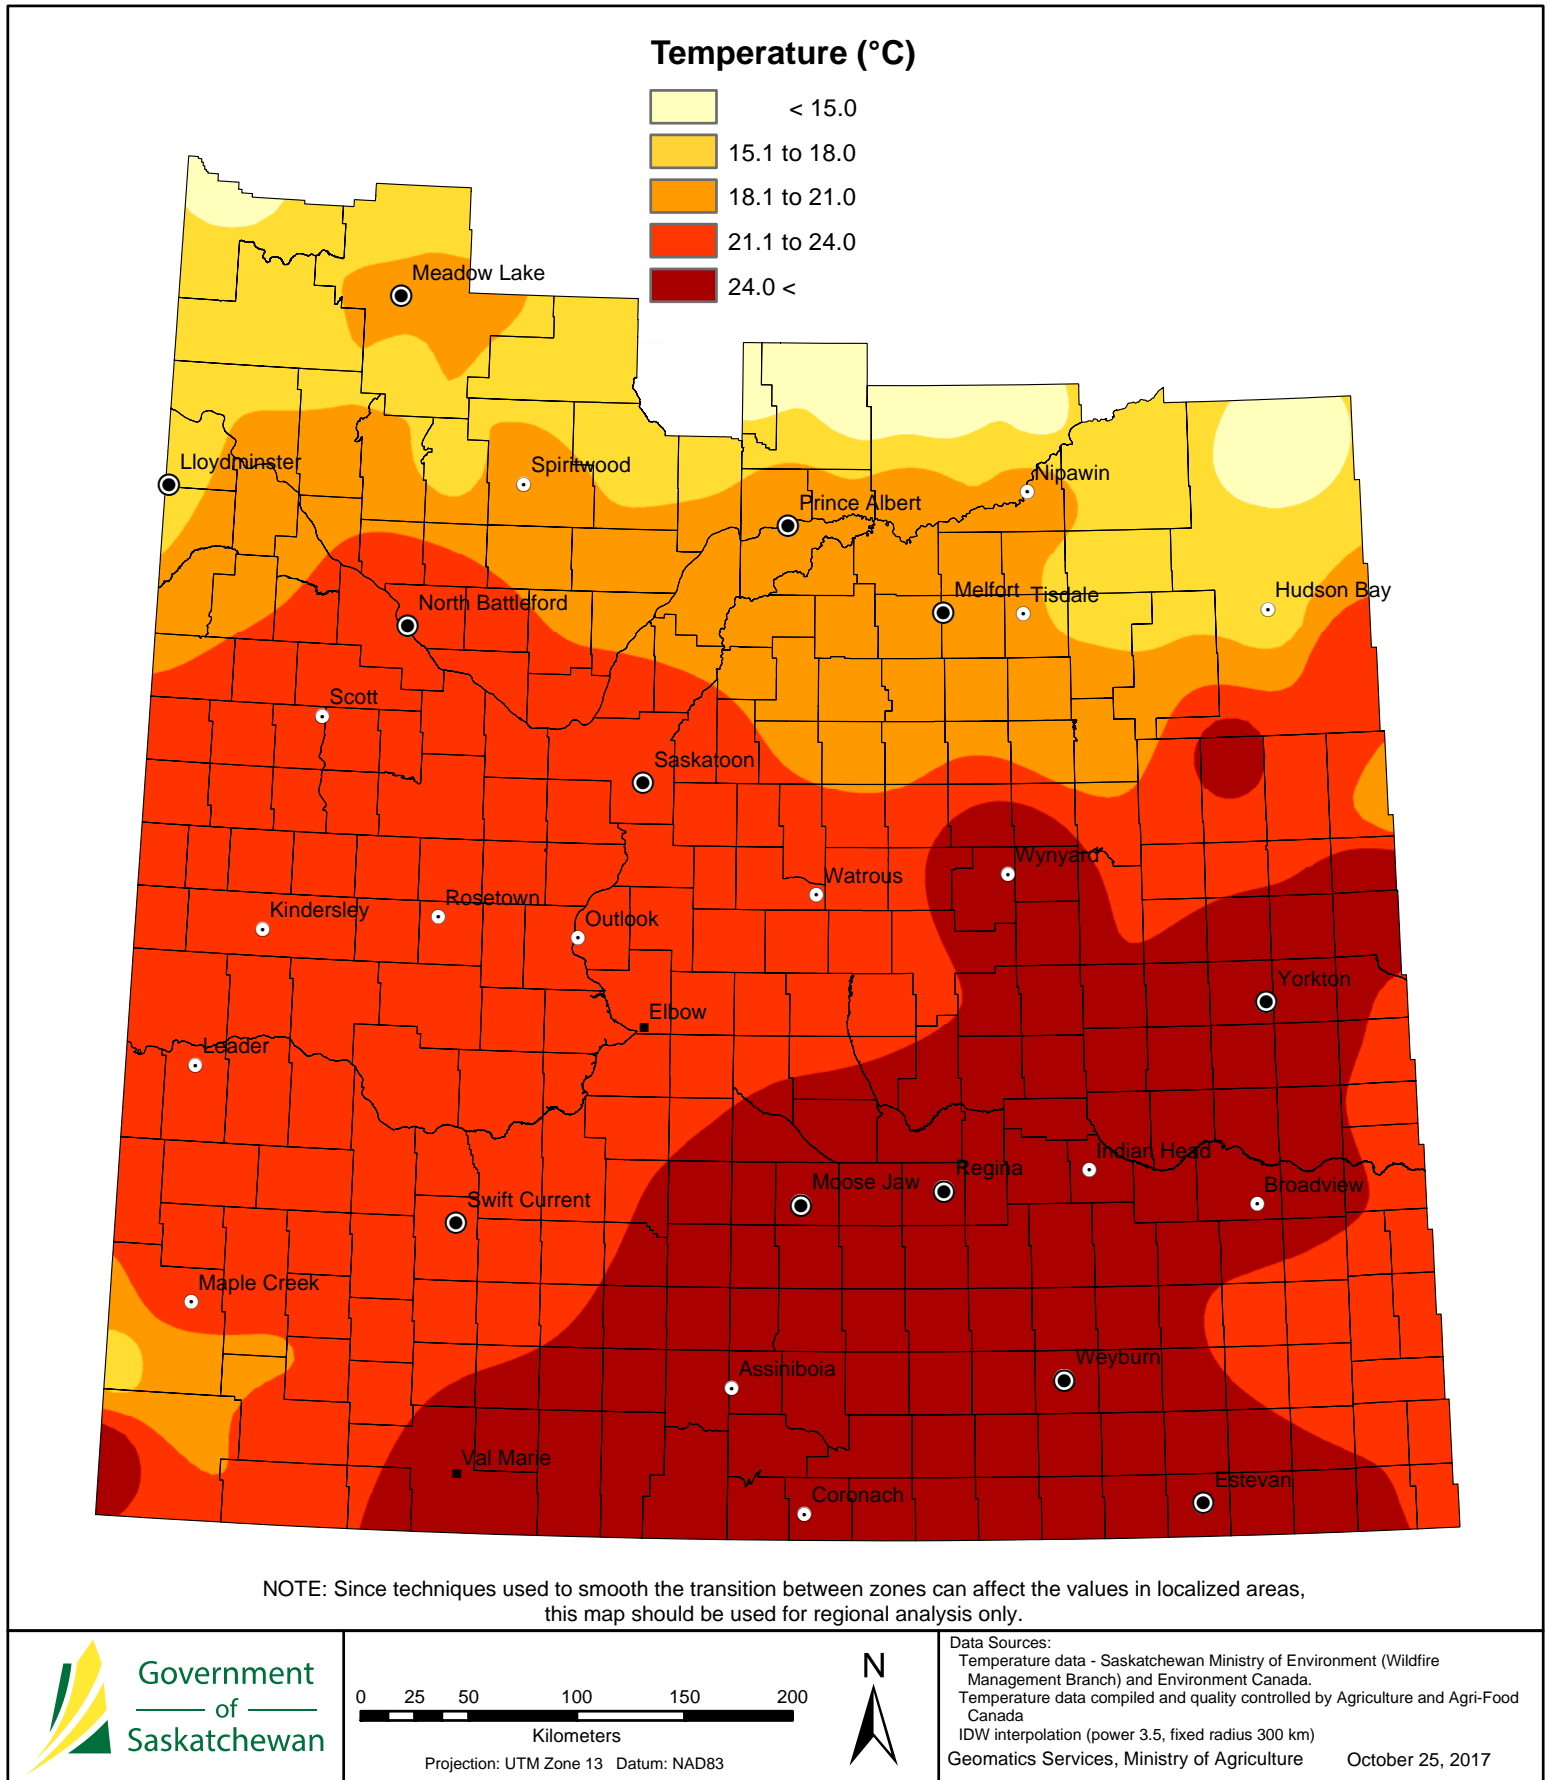 Temperature (°C)
< 15.0
15.1 to 18.0
18.1 to 21.0
21.1 to 24.0
24.0 <
Meadow Lake
Lloydminster
Spiritwood
Nipawin
Prince Albert
Hudson Bay
Melfort
Tisdale
North Battleford
Scott
Saskatoon
Wynyard
Watrous
Rosetown
Kindersley
Outlook
Yorkton
Elbow
Leader
Indian Head
Regina
Moose Jaw
Broadview
Swift Current
Maple Creek
Weyburn
Assiniboia
Val Marie
Estevan
Coronach
NOTE: Since techniques used to smooth the transition between zones can affect the values in localized areas,
this map should be used for regional analysis only.
Government
of
Saskatchewan
0 25 50 100 150 200
Kilometers
Projection: UTM Zone 13 Datum: NAD83
N
Data Sources:
Temperature data - Saskatchewan Ministry of Environment (Wildfire
Management Branch) and Environment Canada.
Temperature data compiled and quality controlled by Agriculture and Agri-Food
Canada
IDW interpolation (power 3.5, fixed radius 300 km)
Geomatics Services, Ministry of Agriculture October 25, 2017